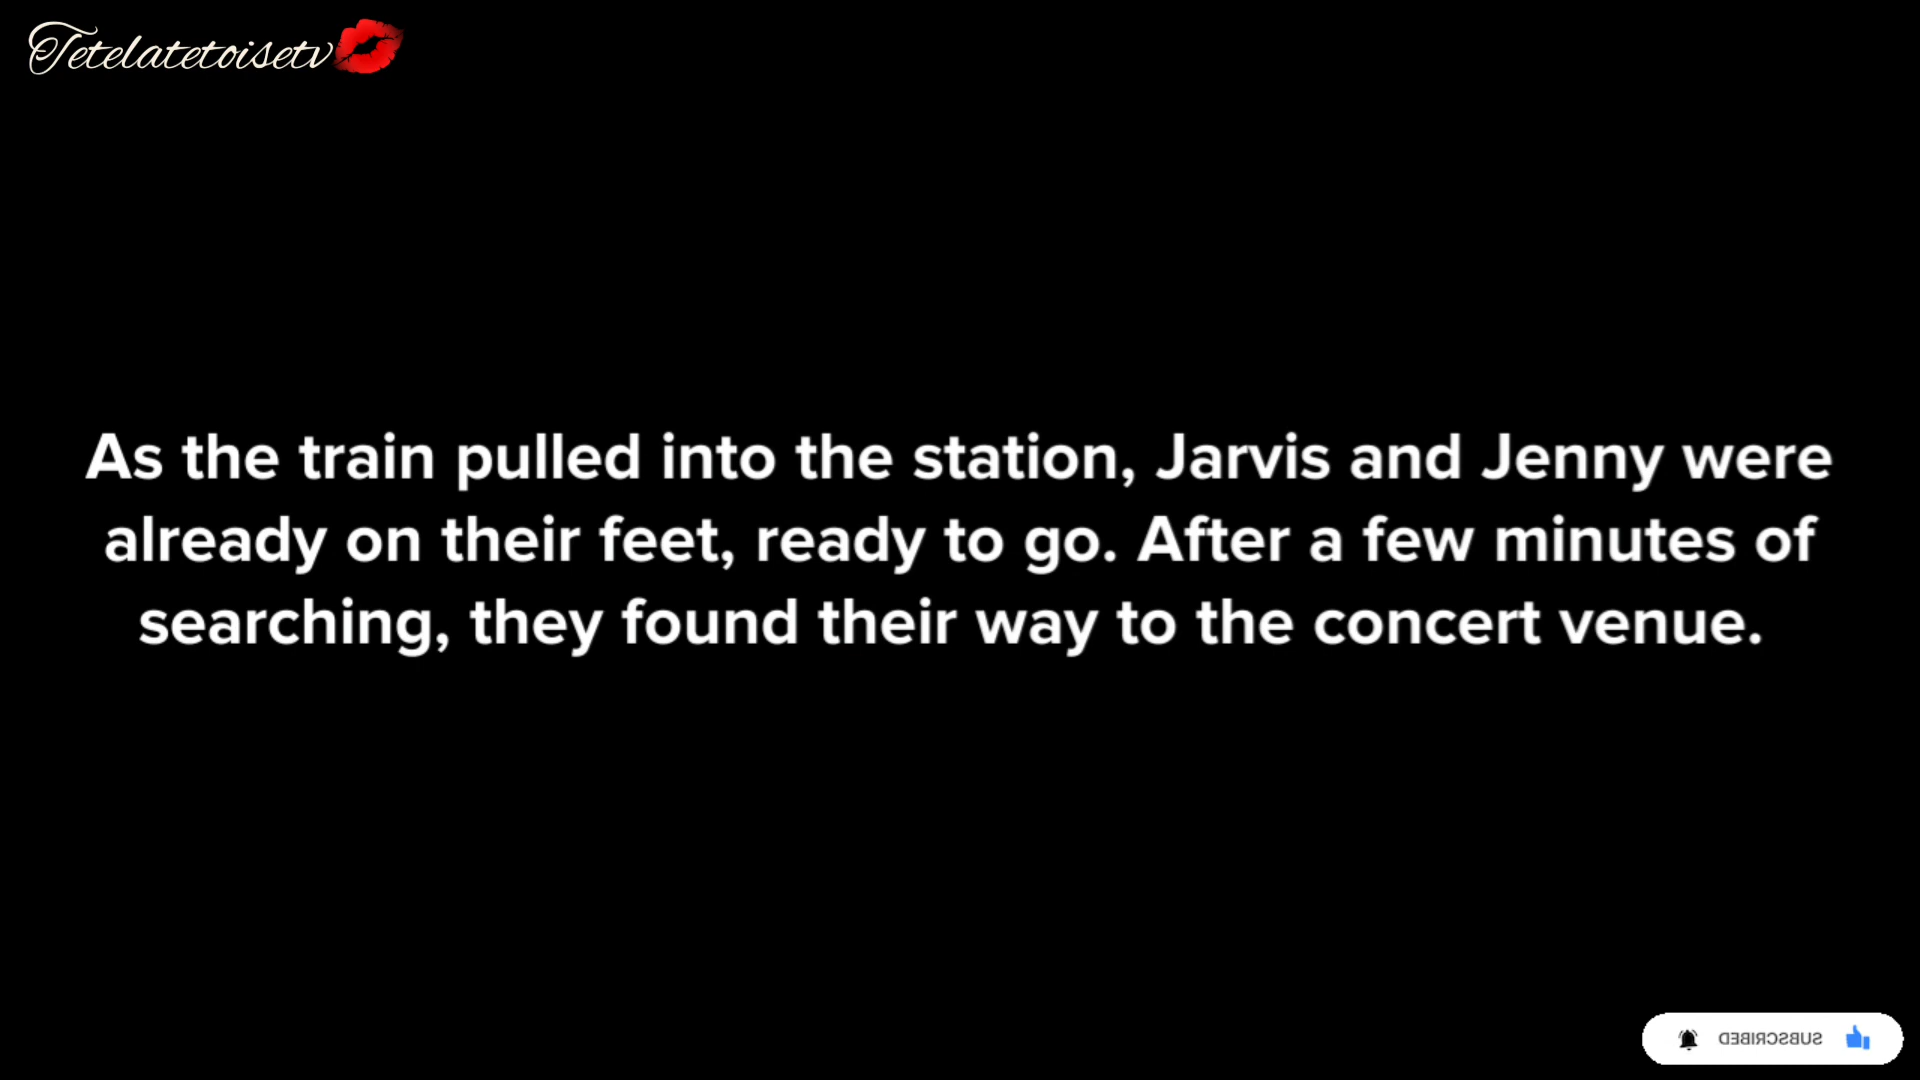 Tetelatetoisetv
As the train pulled into the station, Jarvis and Jenny were
already on their feet, ready to go. After a few minutes of
searching, they found their way to the concert venue.
SUBSCRIBED